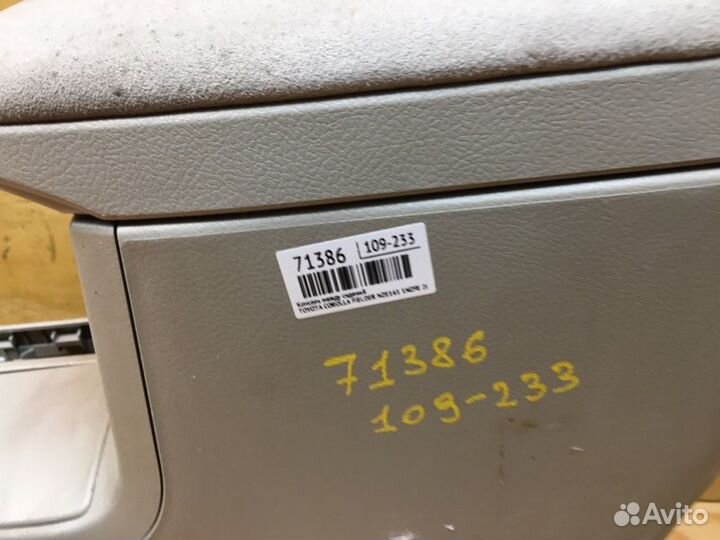 71386 109-233
Консоль между сидений
TOYOTA COROLLA FIELDER NZE141 1NZFE
71386
109-233
Avito